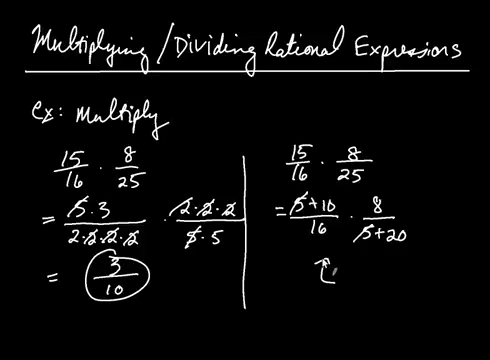 Multiplying / Dividing Rational Expressions
ex: Multiply
15/16 · 8/25
= 5·3/2·2·2·2 · 2·2·2/5·5
= 3/10
15/16 · 8/25
= 5+10/16 · 8/5+20